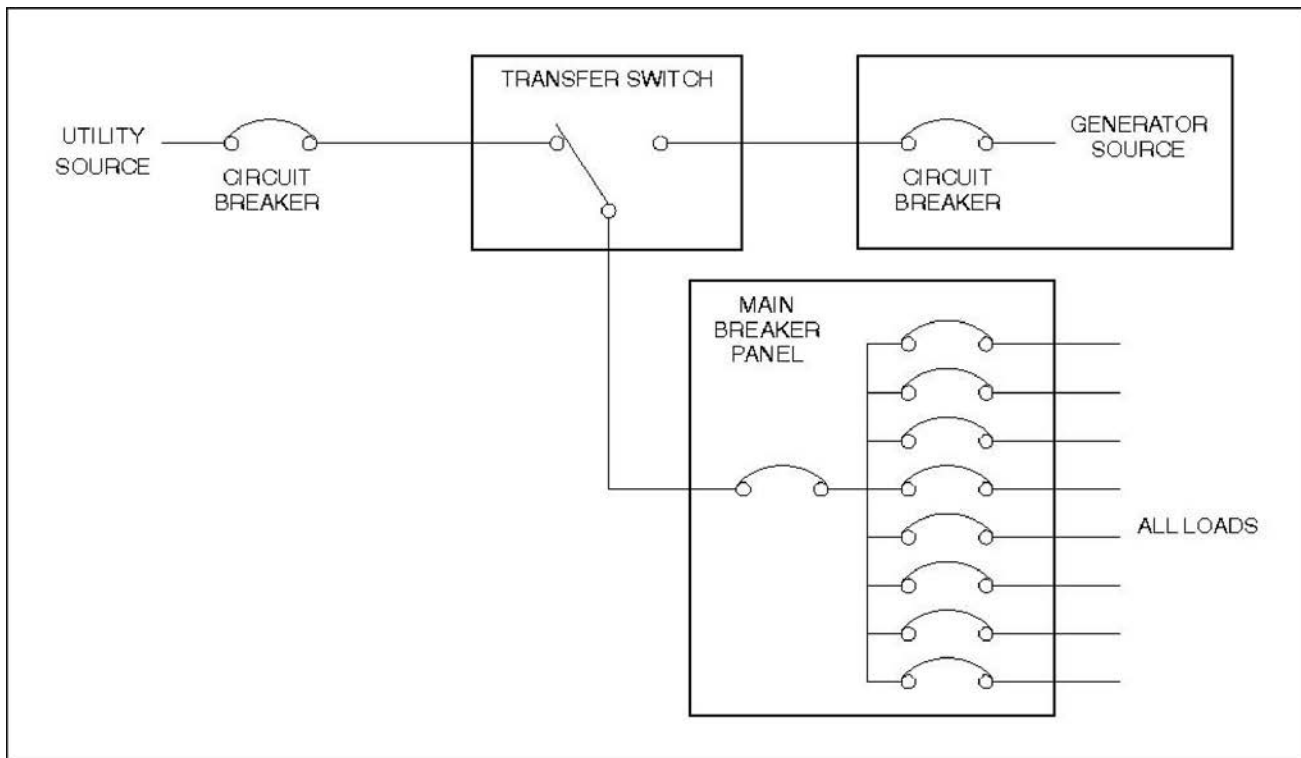 TRANSFER SWITCH
UTILITY
SOURCE
CIRCUIT
BREAKER
GENERATOR
SOURCE
CIRCUIT
BREAKER
MAIN
BREAKER
PANEL
ALL LOADS